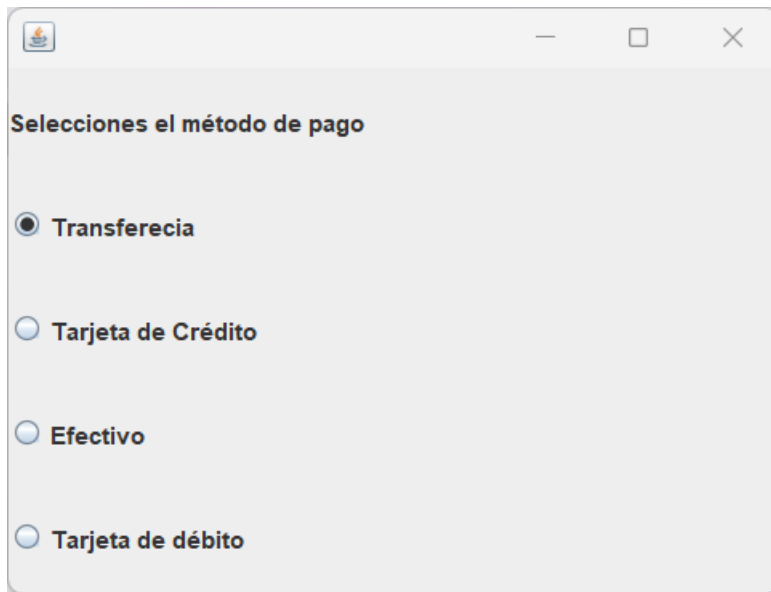 Selecciones el método de pago
Transferecia
Tarjeta de Crédito
Efectivo
Tarjeta de débito